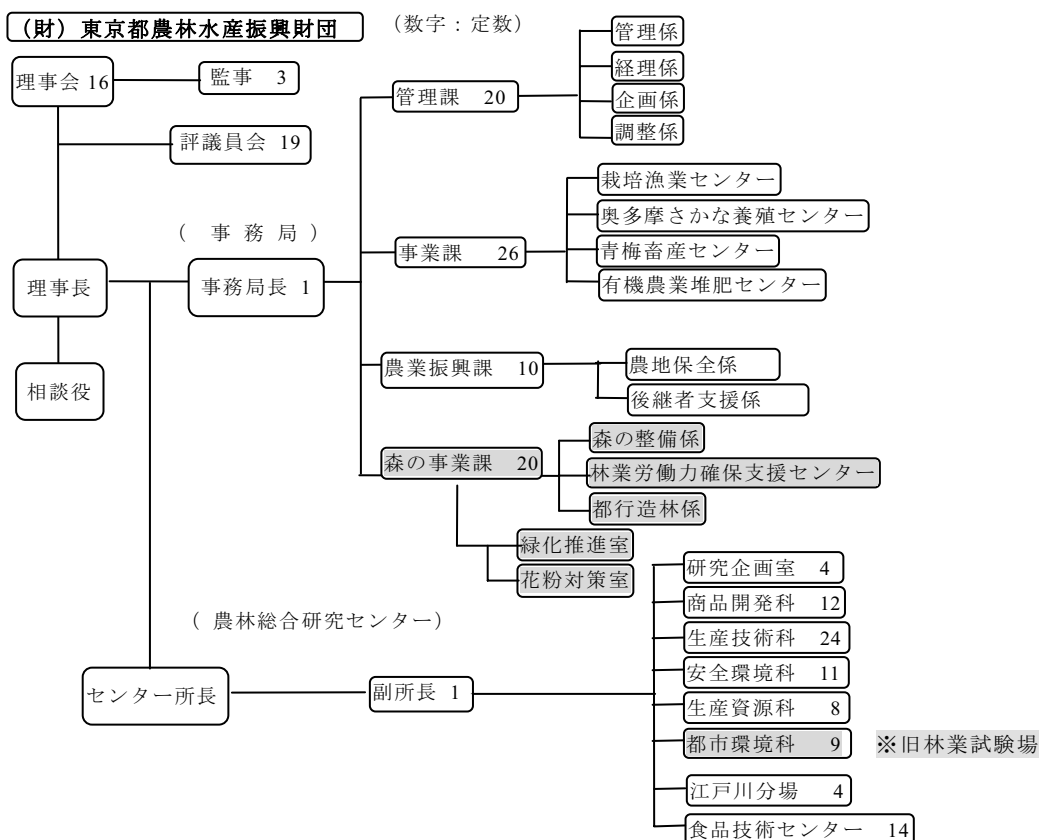 (財) 東京都農林水産振興財団
(数字：定数)
理事会 16
監事 3
評議員会 19
理事長
相談役
(事務局)
事務局長 1
管理課 20
管理係
経理係
企画係
調整係
事業課 26
栽培漁業センター
奥多摩さかな養殖センター
青梅畜産センター
有機農業堆肥センター
農業振興課 10
農地保全係
後継者支援係
森の事業課 20
森の整備係
林業労働力確保支援センター
都行造林係
緑化推進室
花粉対策室
(農林総合研究センター)
センター所長
副所長 1
研究企画室 4
商品開発科 12
生産技術科 24
安全環境科 11
生産資源科 8
都市環境科 9 ※旧林業試験場
江戸川分場 4
食品技術センター 14